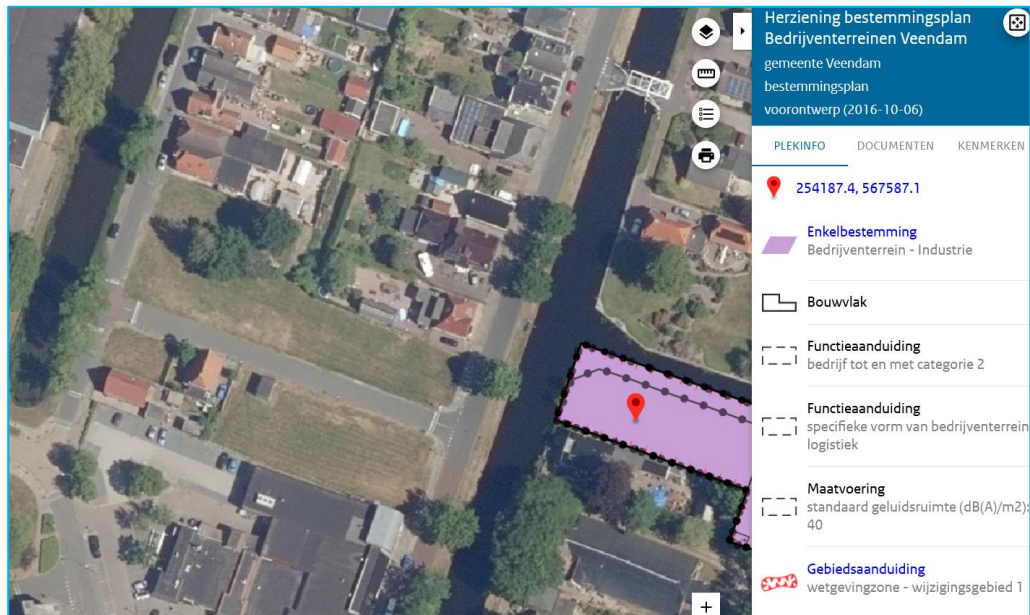 Herziening bestemmingsplan
Bedrijventerreinen Veendam
gemeente Veendam
bestemmingsplan
voorontwerp (2016-10-06)
PLEKINFO DOCUMENTEN KENMERKEN
254187.4, 567587.1
Enkelbestemming
Bedrijventerrein - Industrie
Bouwvlak
Functieaanduiding
bedrijf tot en met categorie 2
Functieaanduiding
specifieke vorm van bedrijventerrein
logistiek
Maatvoering
standaard geluidsruimte (dB(A)/m2):
40
Gebiedsaanduiding
wetgevingzone - wijzigingsgebied 1